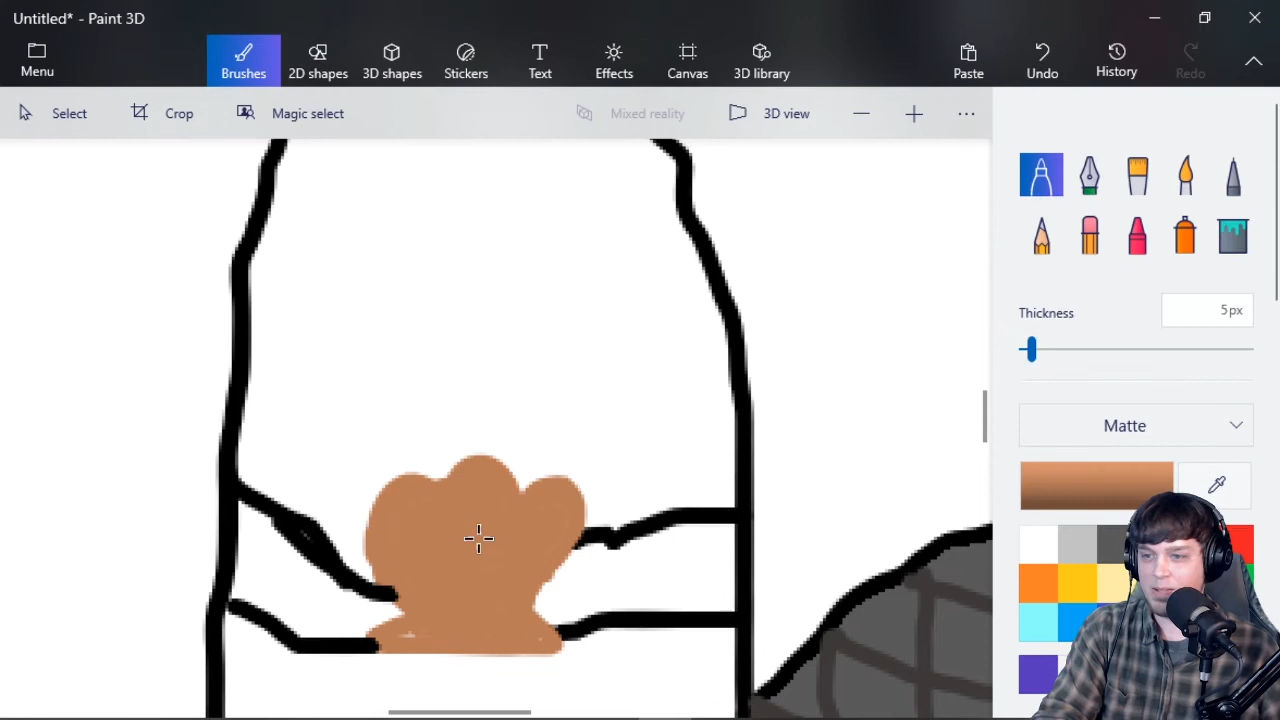 Untitled* - Paint 3D
Menu
Brushes
2D shapes
3D shapes
Stickers
Text
Effects
Canvas
3D library
Paste
Undo
History
Redo
Select
Crop
Magic select
Mixed reality
3D view
Thickness
5px
Matte